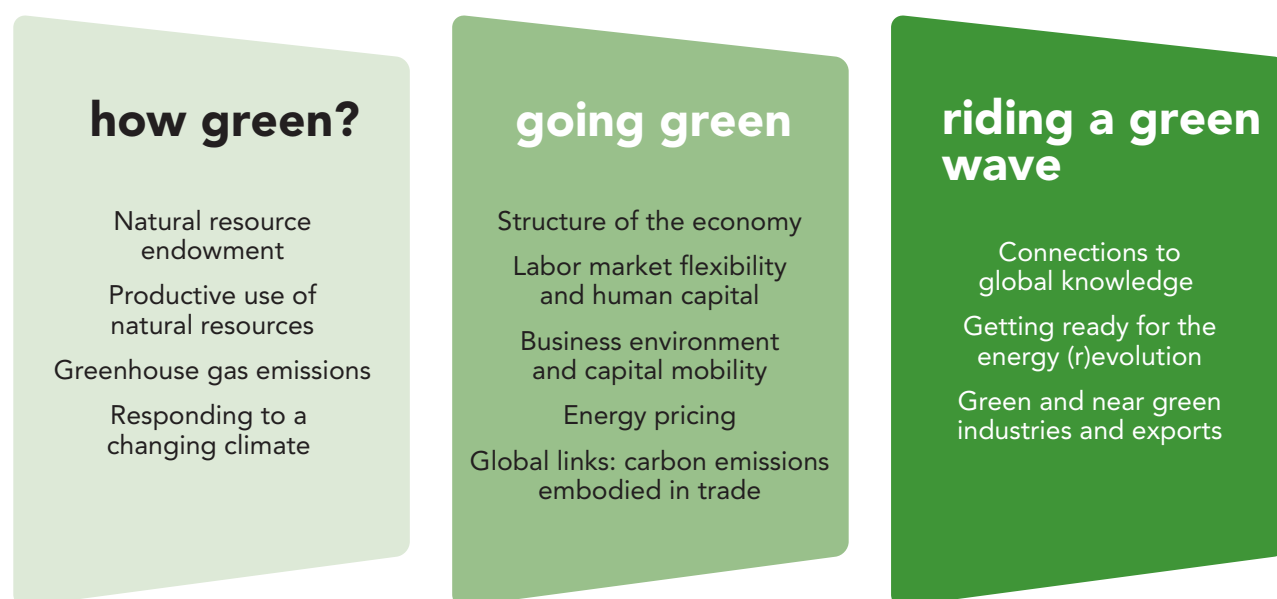 how green?
Natural resource
endowment
Productive use of
natural resources
Greenhouse gas emissions
Responding to a
changing climate
going green
Structure of the economy
Labor market flexibility
and human capital
Business environment
and capital mobility
Energy pricing
Global links: carbon emissions
embodied in trade
riding a green
wave
Connections to
global knowledge
Getting ready for the
energy (r)evolution
Green and near green
industries and exports